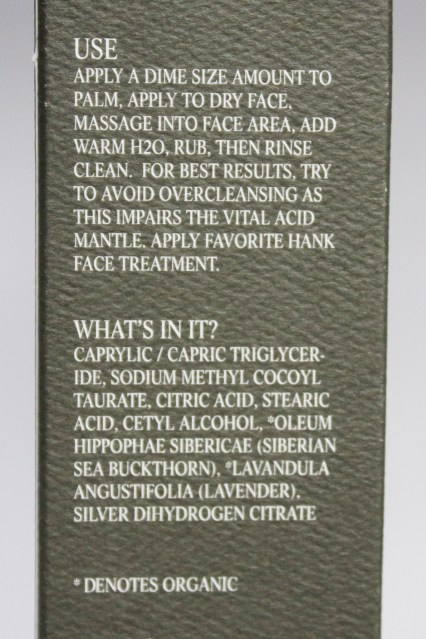 USE
APPLY A DIME SIZE AMOUNT TO
PALM, APPLY TO DRY FACE,
MASSAGE INTO FACE AREA, ADD
WARM H2O, RUB, THEN RINSE
CLEAN. FOR BEST RESULTS, TRY
TO AVOID OVERCLEANSING AS
THIS IMPAIRS THE VITAL ACID
MANTLE. APPLY FAVORITE HANK
FACE TREATMENT.
WHAT'S IN IT?
CAPRYLIC / CAPRIC TRIGLYCER-
IDE, SODIUM METHYL COCOYL
TAURATE, CITRIC ACID, STEARIC
ACID, CETYL ALCOHOL, *OLEUM
HIPPOPHAE SIBERICAE (SIBERIAN
SEA BUCKTHORN), *LAVANDULA
ANGUSTIFOLIA (LAVENDER),
SILVER DIHYDROGEN CITRATE
* DENOTES ORGANIC